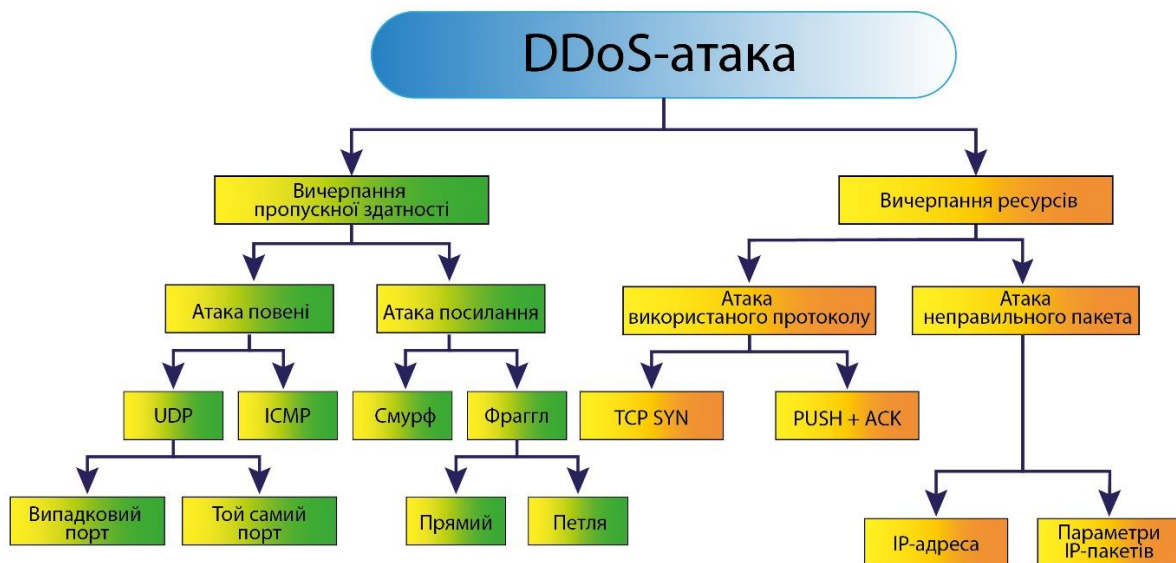 DDoS-атака
Вичерпання
пропускної здатності
Вичерпання ресурсів
Атака повені
Атака посилання
Атака
використаного протоколу
Атака
неправильного пакета
UDP
ICMP
Смурф
Фраггл
TCP SYN
PUSH + ACK
Випадковий
порт
Той самий
порт
Прямий
Петля
IP-адреса
Параметри
IP-пакетів